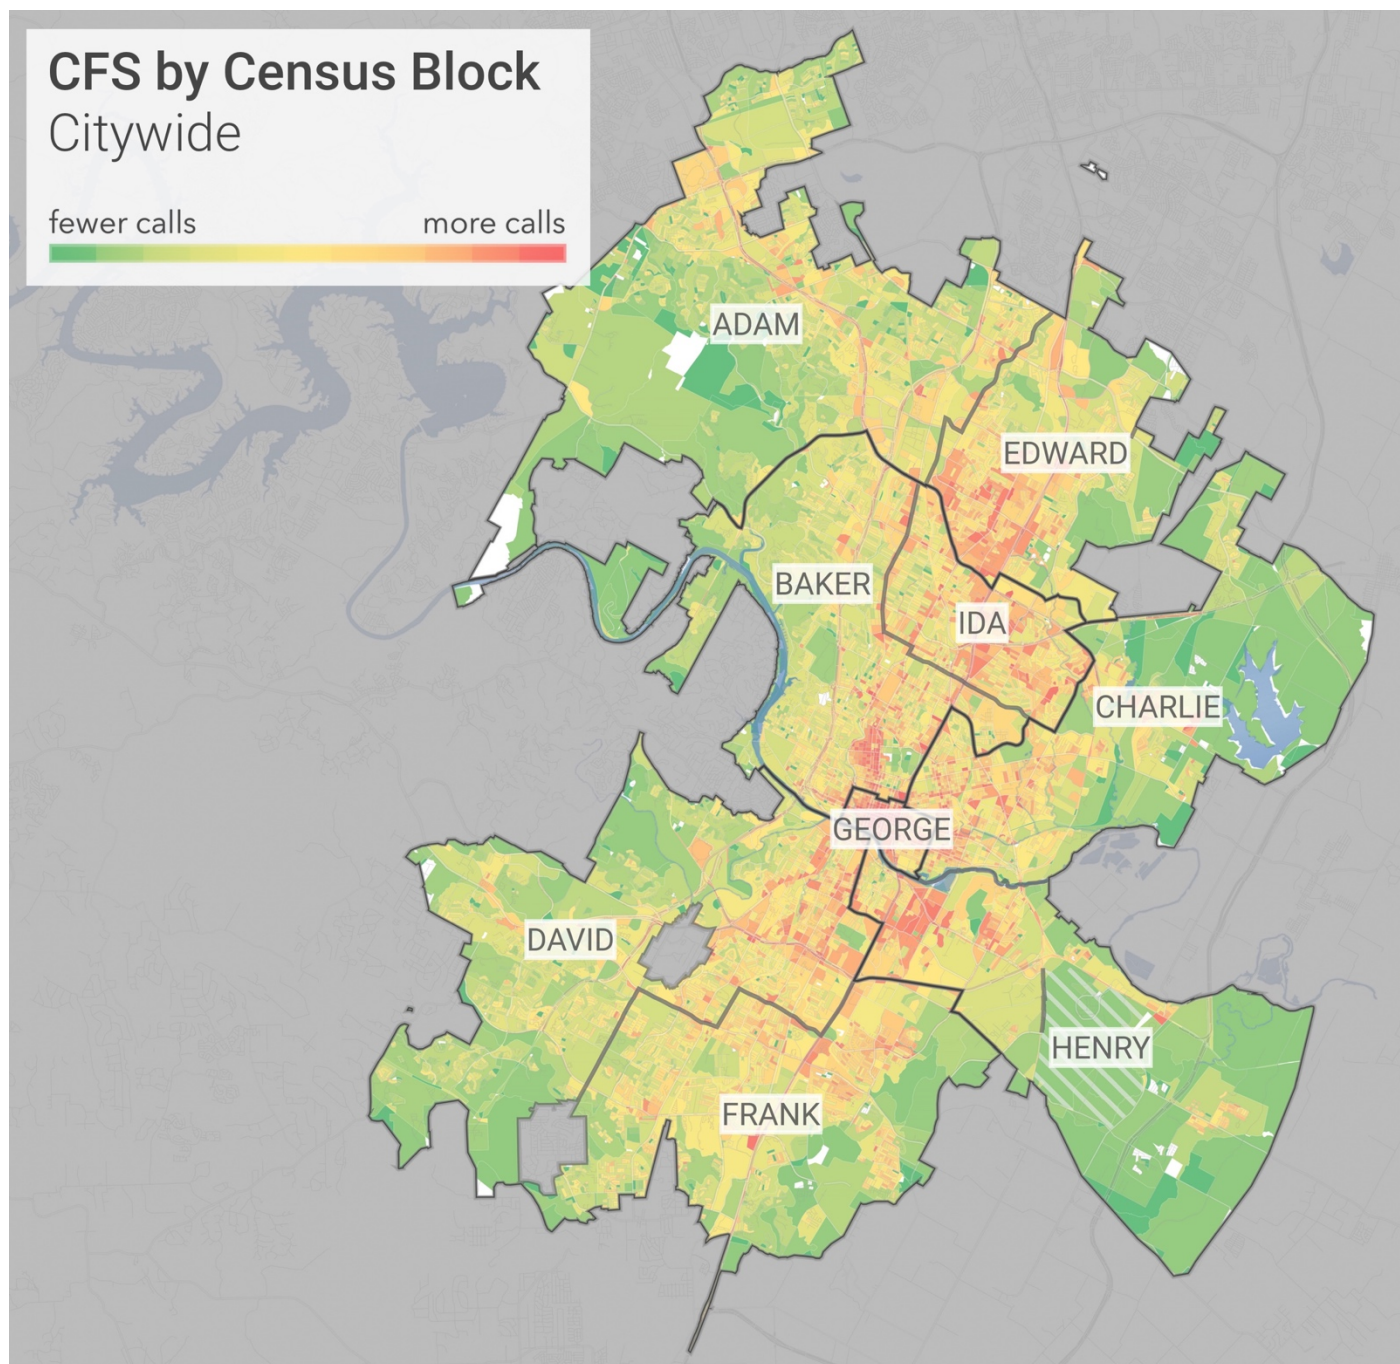 CFS by Census Block
Citywide
fewer calls more calls
ADAM
EDWARD
BAKER
IDA
CHARLIE
GEORGE
DAVID
HENRY
FRANK